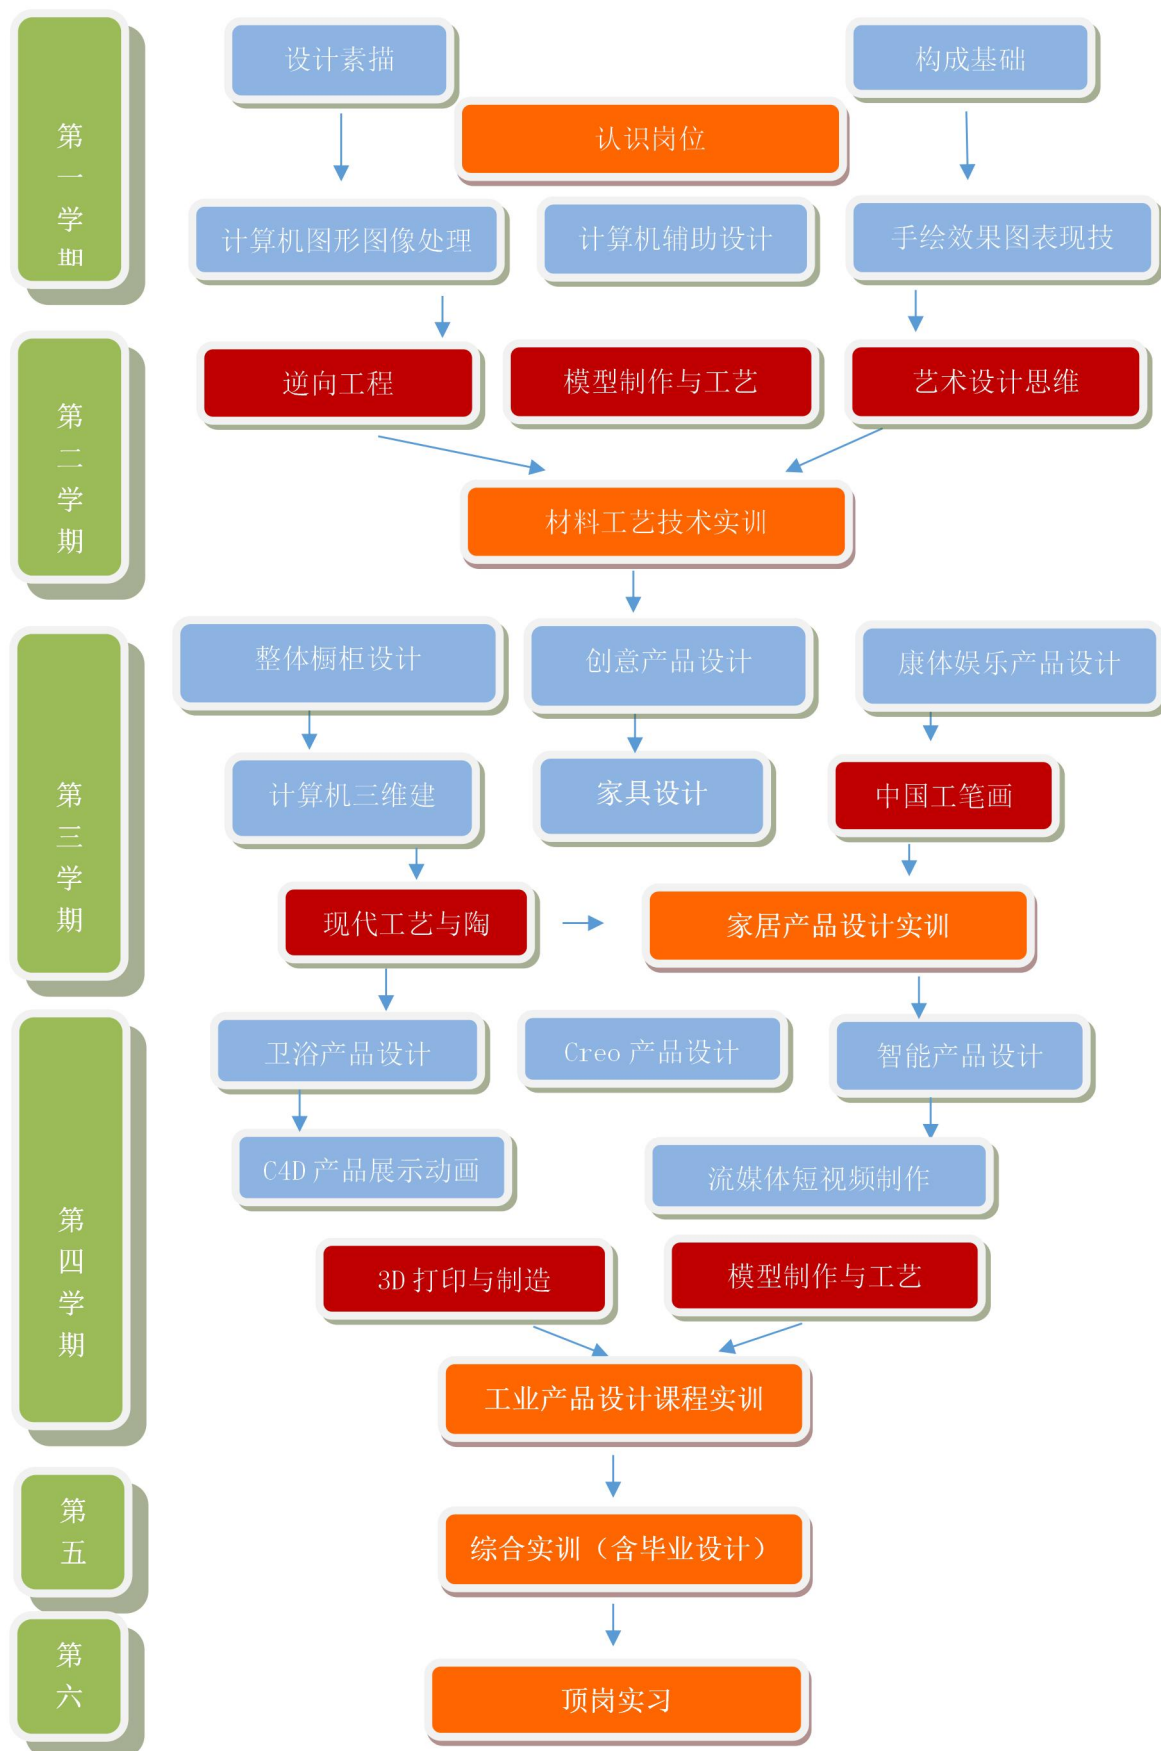 第一学期
设计素描
构成基础
认识岗位
计算机图形图像处理
计算机辅助设计
手绘效果图表现技
第二学期
逆向工程
模型制作与工艺
艺术设计思维
材料工艺技术实训
第三学期
整体橱柜设计
创意产品设计
康体娱乐产品设计
计算机三维建
家具设计
中国工笔画
现代工艺与陶
家居产品设计实训
第四学期
卫浴产品设计
Creo 产品设计
智能产品设计
C4D 产品展示动画
流媒体短视频制作
3D 打印与制造
模型制作与工艺
工业产品设计课程实训
第五
综合实训（含毕业设计）
第六
顶岗实习